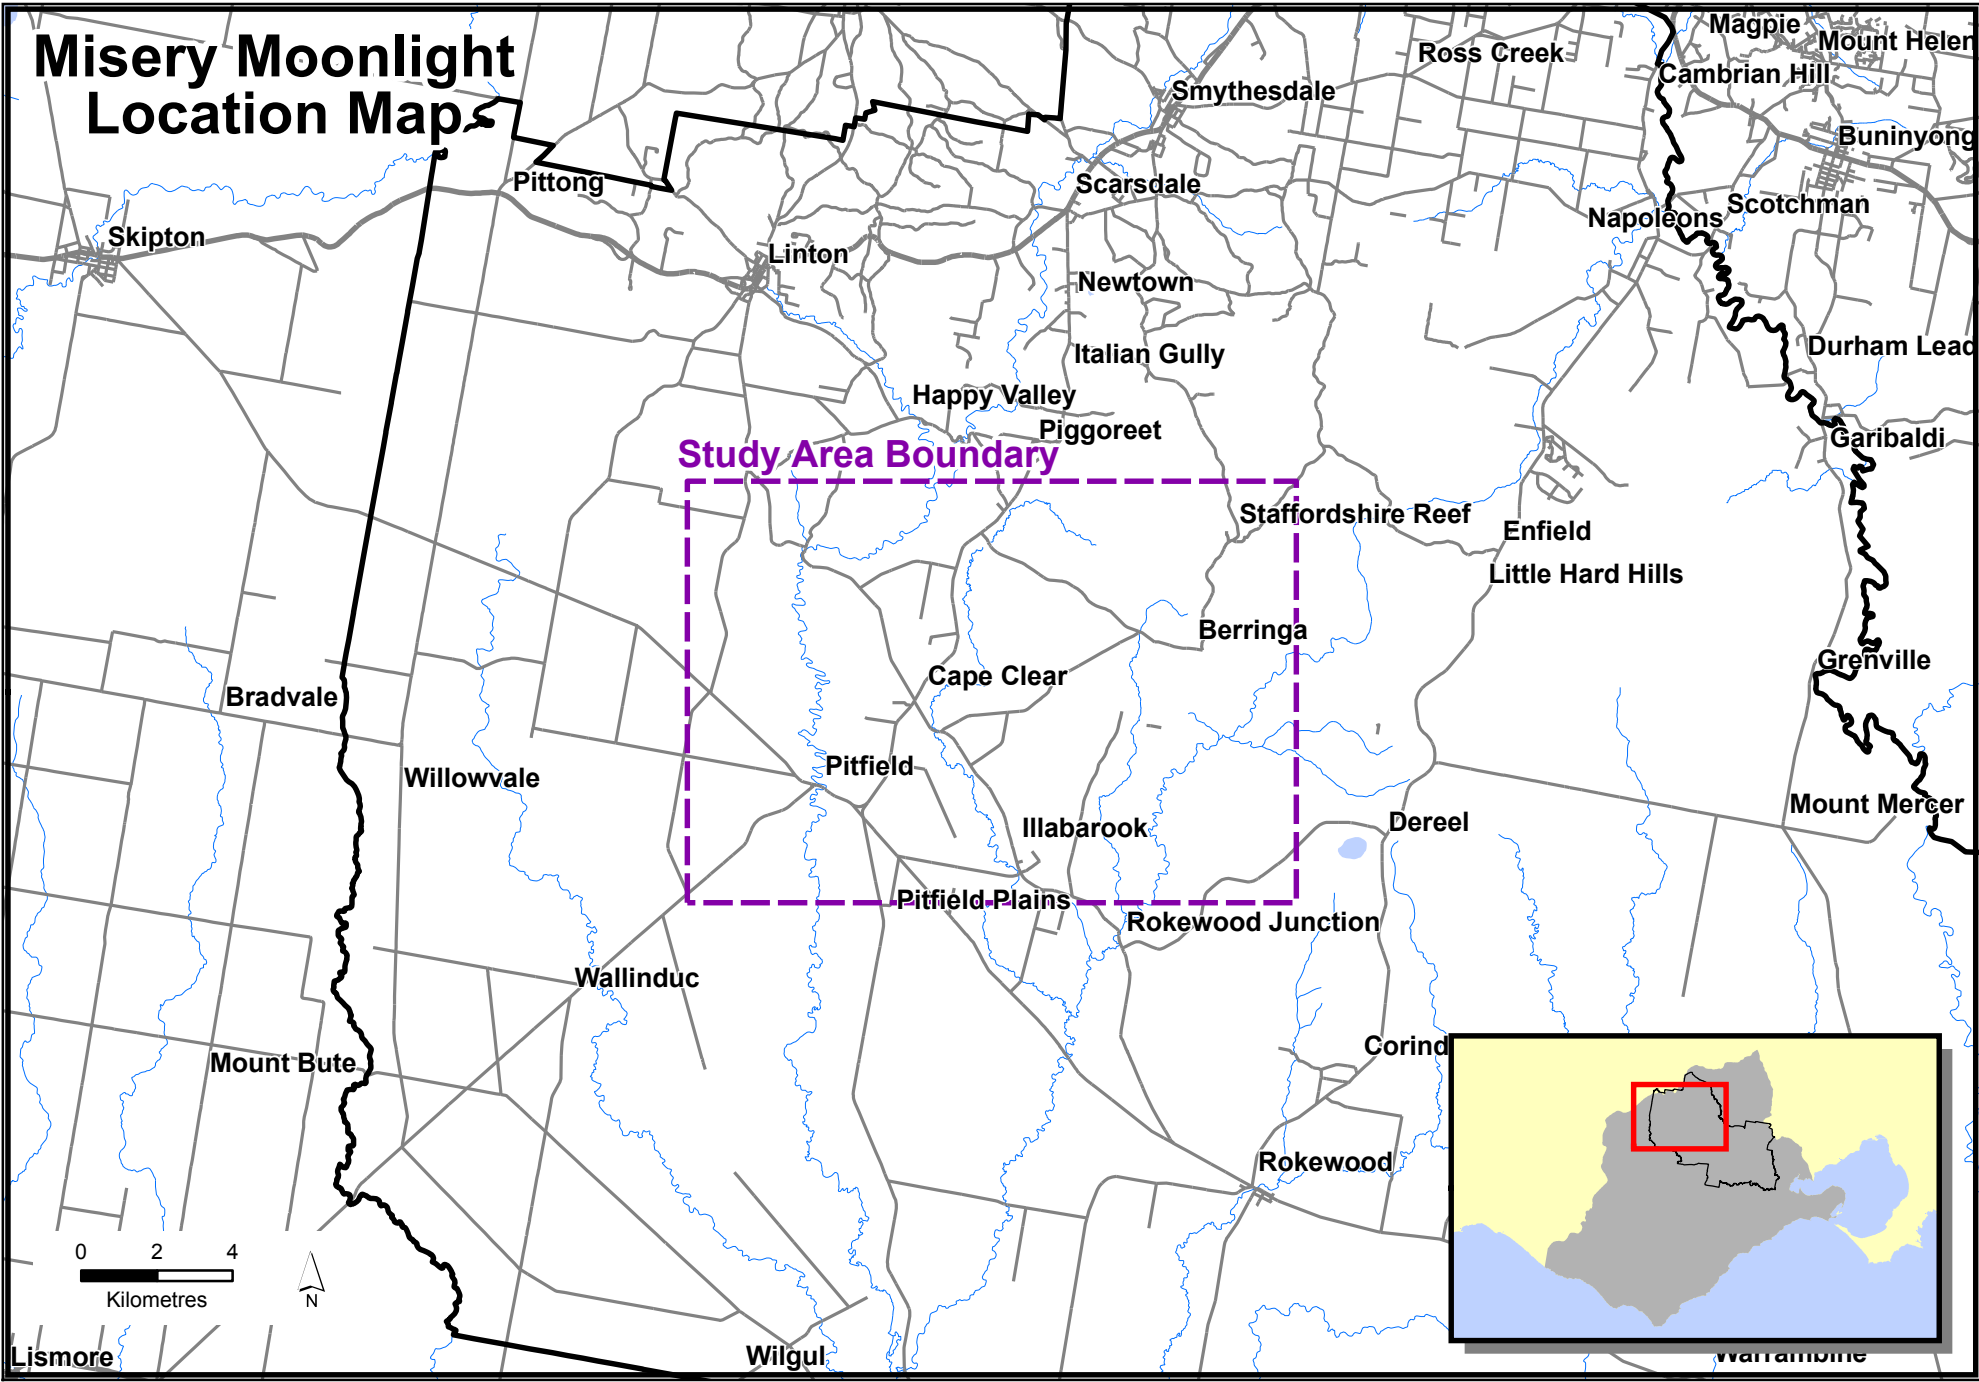 Misery Moonlight
Location Map
Magpie
Mount Helen
Ross Creek
Cambrian Hill
Smythesdale
Buninyong
Pittong
Scarsdale
Napoleons
Scotchman
Skipton
Linton
Newtown
Italian Gully
Durham Lead
Happy Valley
Piggoreet
Garibaldi
Study Area Boundary
Staffordshire Reef
Enfield
Little Hard Hills
Berringa
Grenville
Cape Clear
Bradvale
Pitfield
Willowvale
Mount Mercer
Illabarook
Dereel
Pitfield Plains
Rokewood Junction
Wallinduc
Corind
Mount Bute
Rokewood
0 2 4
Kilometres
N
Lismore
Wilgul
Warrambine